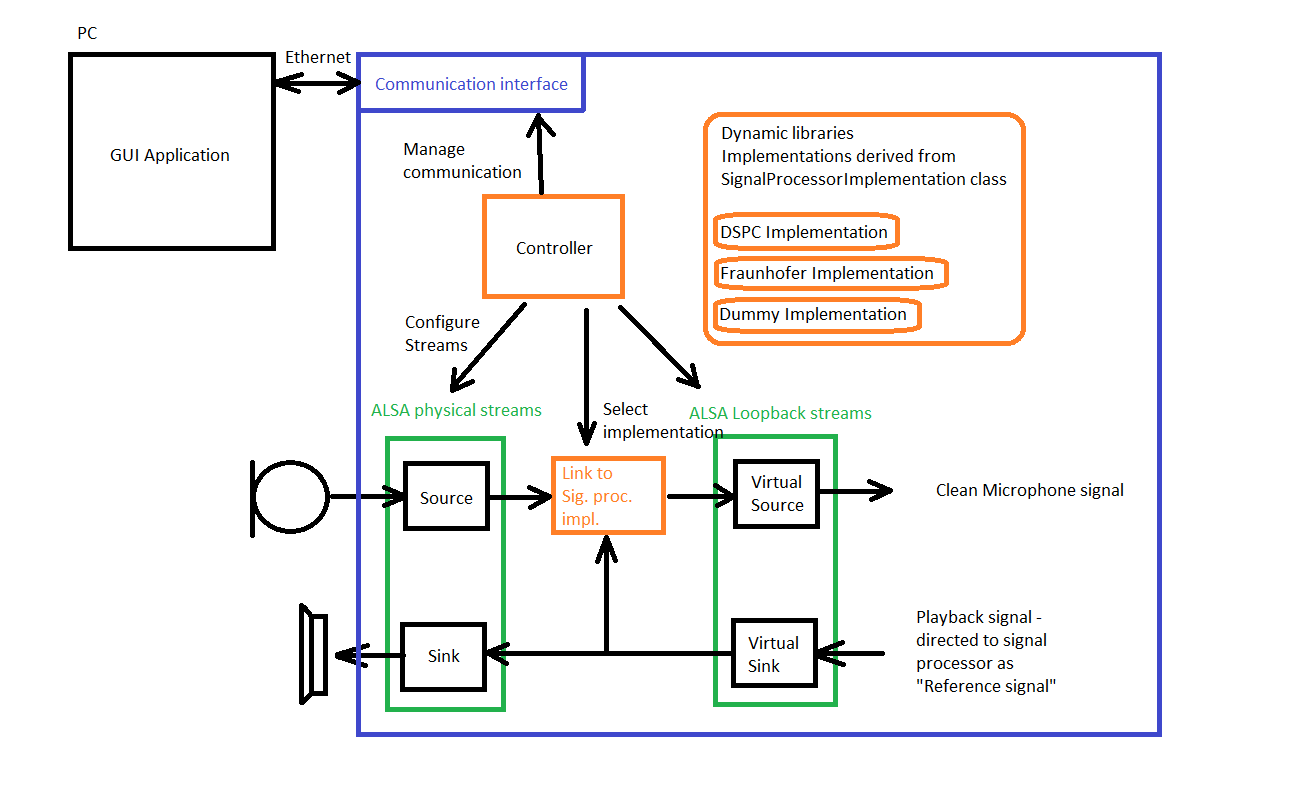 PC
Ethernet
Communication interface
GUI Application
Manage
communication
Controller
Dynamic libraries
Implementations derived from
SignalProcessorImplementation class
DSPC Implementation
Fraunhofer Implementation
Dummy Implementation
Configure
Streams
ALSA physical streams
Select
implementation
ALSA Loopback streams
Source
Link to
Sig. proc.
impl.
Virtual
Source
Clean Microphone signal
Sink
Virtual
Sink
Playback signal -
directed to signal
processor as
"Reference signal"